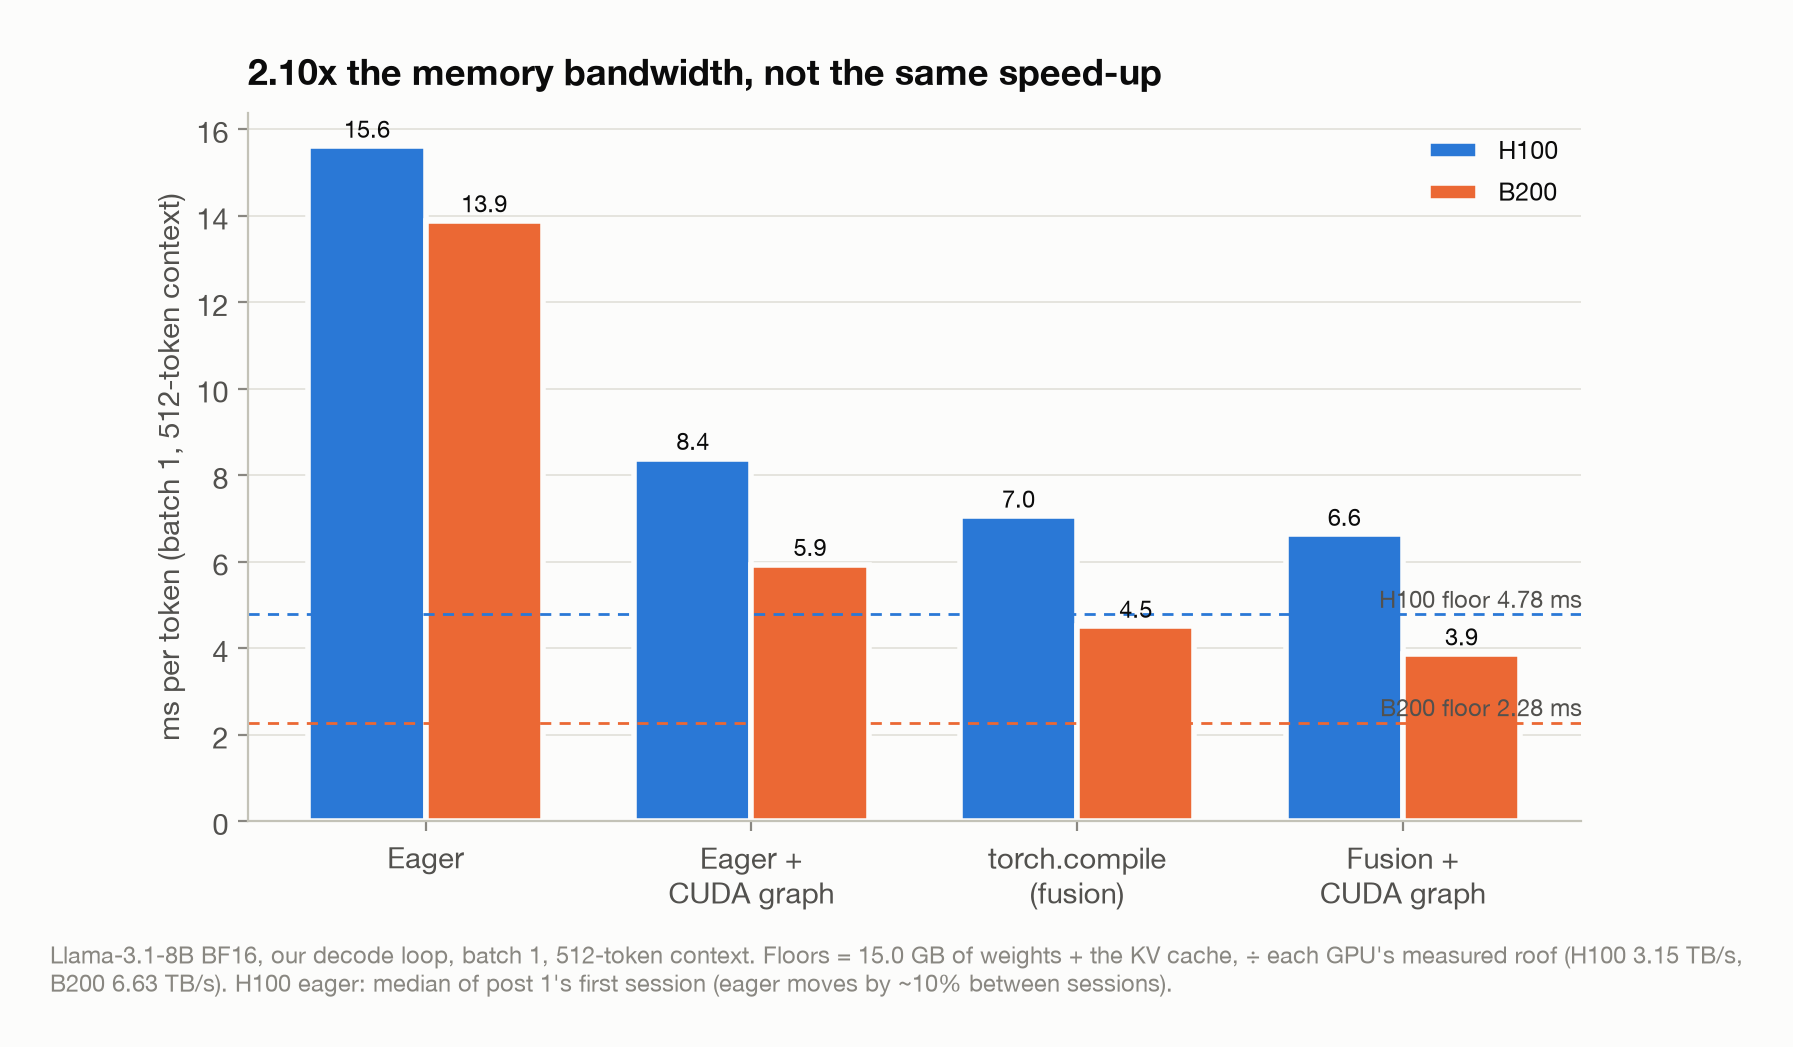 2.10x the memory bandwidth, not the same speed-up
ms per token (batch 1, 512-token context)
16
14
12
10
8
6
4
2
0
H100
B200
15.6
13.9
8.4
5.9
7.0
4.5
6.6
3.9
H100 floor 4.78 ms
B200 floor 2.28 ms
Eager
Eager +
CUDA graph
torch.compile
(fusion)
Fusion +
CUDA graph
Llama-3.1-8B BF16, our decode loop, batch 1, 512-token context. Floors = 15.0 GB of weights + the KV cache, ÷ each GPU's measured roof (H100 3.15 TB/s,
B200 6.63 TB/s). H100 eager: median of post 1's first session (eager moves by ~10% between sessions).